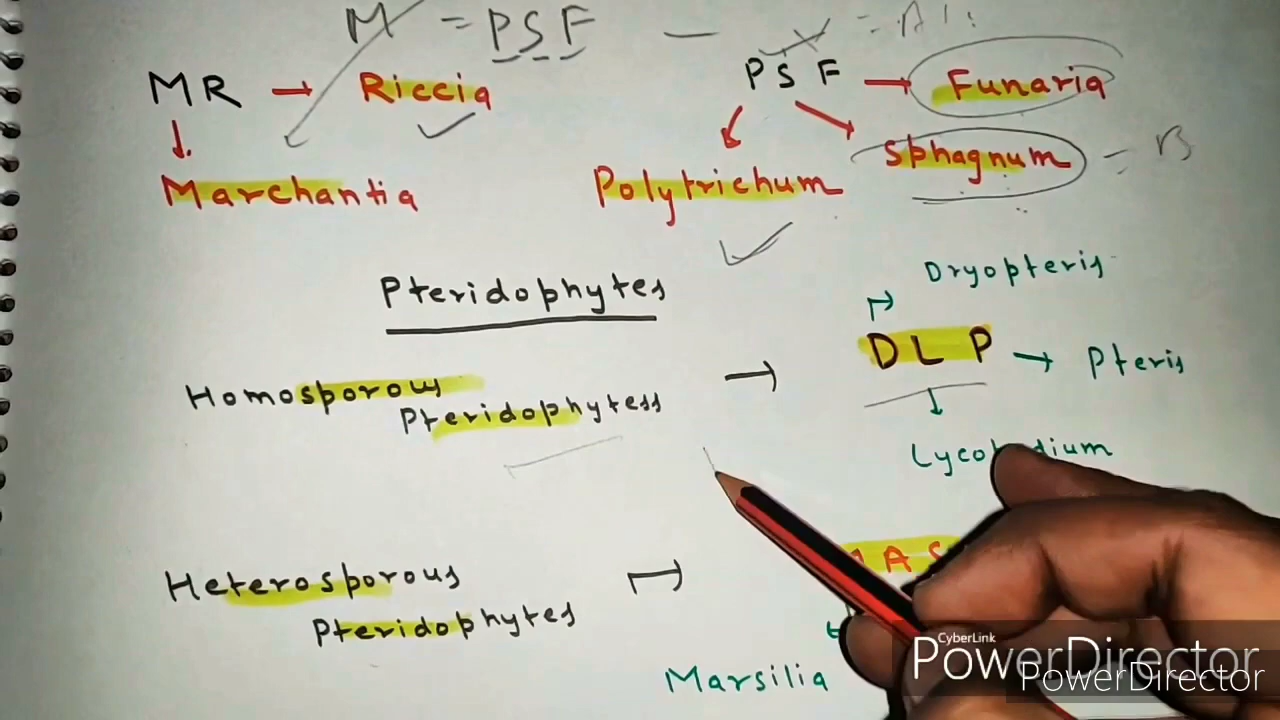 M = PSF —
MR → Riccia
PSF → Funaria
Sphagnum - B
Marchantia
Polytrichum
Pteridophytes
Dryopteris
DLP → Pteris
Homosporous
Pteridophytess
Heterosporous
Pteridophytes
Marsilia
CyberLink
PowerDirector
PowerDirector